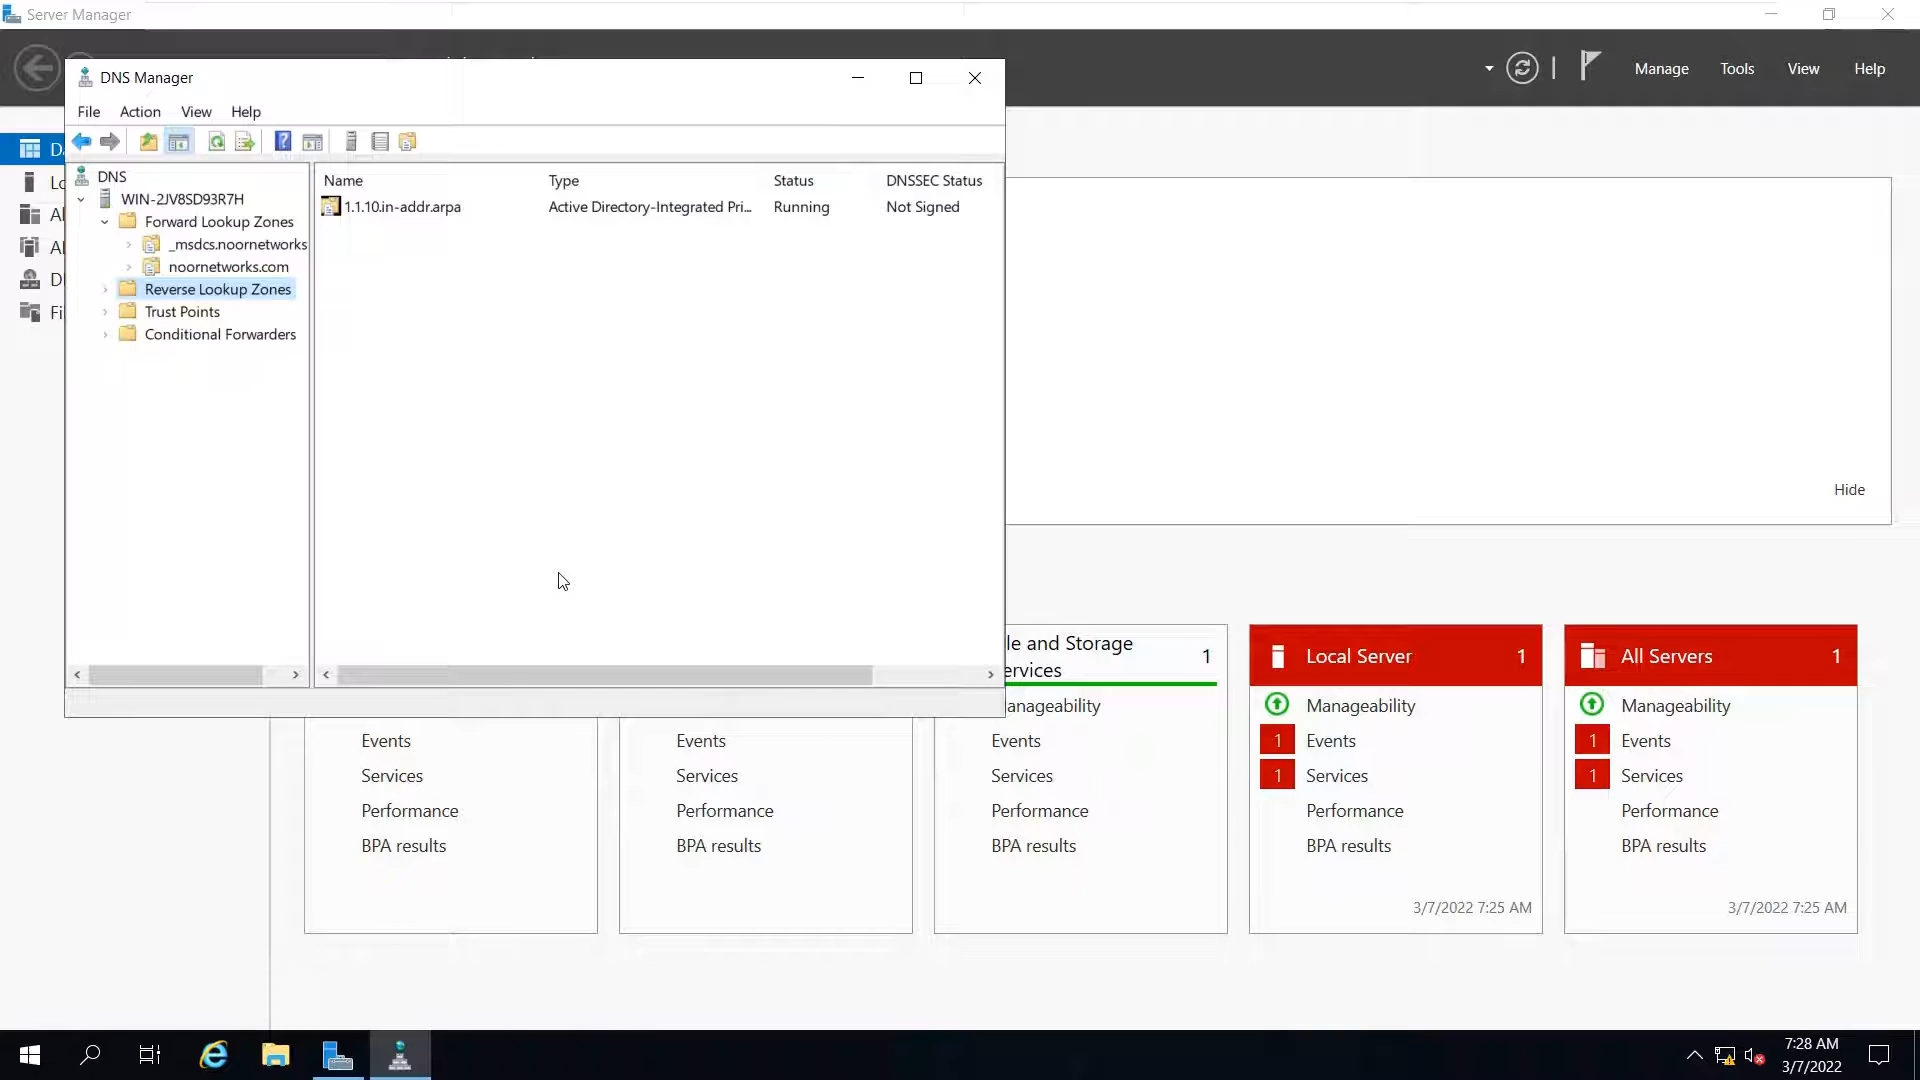 Server Manager
Manage Tools View Help
DNS Manager
File Action View Help
DNS
WIN-2JV8SD93R7H
Forward Lookup Zones
_msdcs.noornetworks
noornetworks.com
Reverse Lookup Zones
Trust Points
Conditional Forwarders
Name Type Status DNSSEC Status
1.1.10.in-addr.arpa Active Directory-Integrated Pri... Running Not Signed
Hide
le and Storage
ervices
1
anageability
Events
Services
Performance
BPA results
Events
Services
Performance
BPA results
Events
Services
Performance
BPA results
Local Server 1
Manageability
1 Events
1 Services
Performance
BPA results
3/7/2022 7:25 AM
All Servers 1
Manageability
1 Events
1 Services
Performance
BPA results
3/7/2022 7:25 AM
7:28 AM
3/7/2022